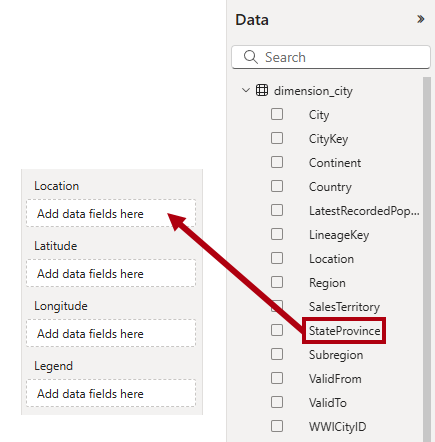 Data
Search
dimension_city
City
CityKey
Continent
Country
LatestRecordedPop...
LineageKey
Location
Region
SalesTerritory
StateProvince
Subregion
ValidFrom
ValidTo
WWICityID
Location
Add data fields here
Latitude
Add data fields here
Longitude
Add data fields here
Legend
Add data fields here